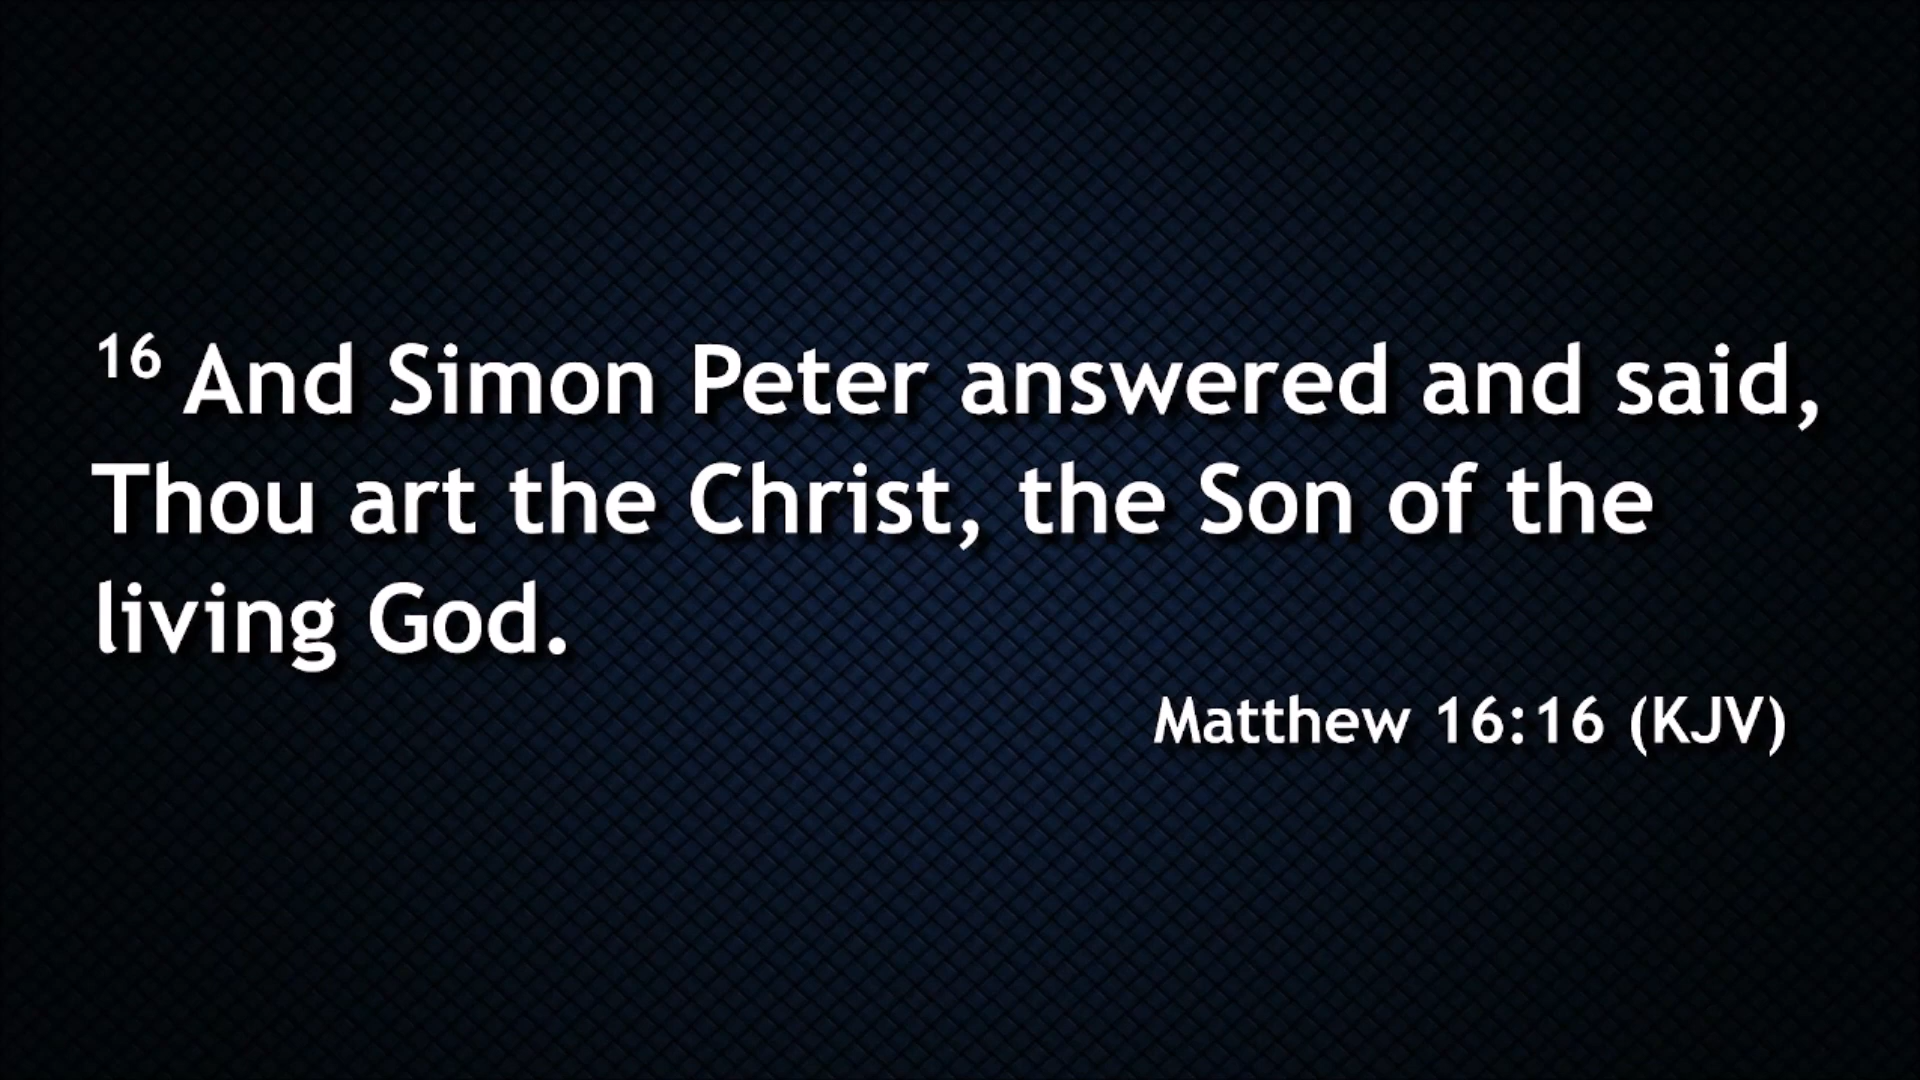 16 And Simon Peter answered and said,
Thou art the Christ, the Son of the
living God.
Matthew 16:16 (KJV)